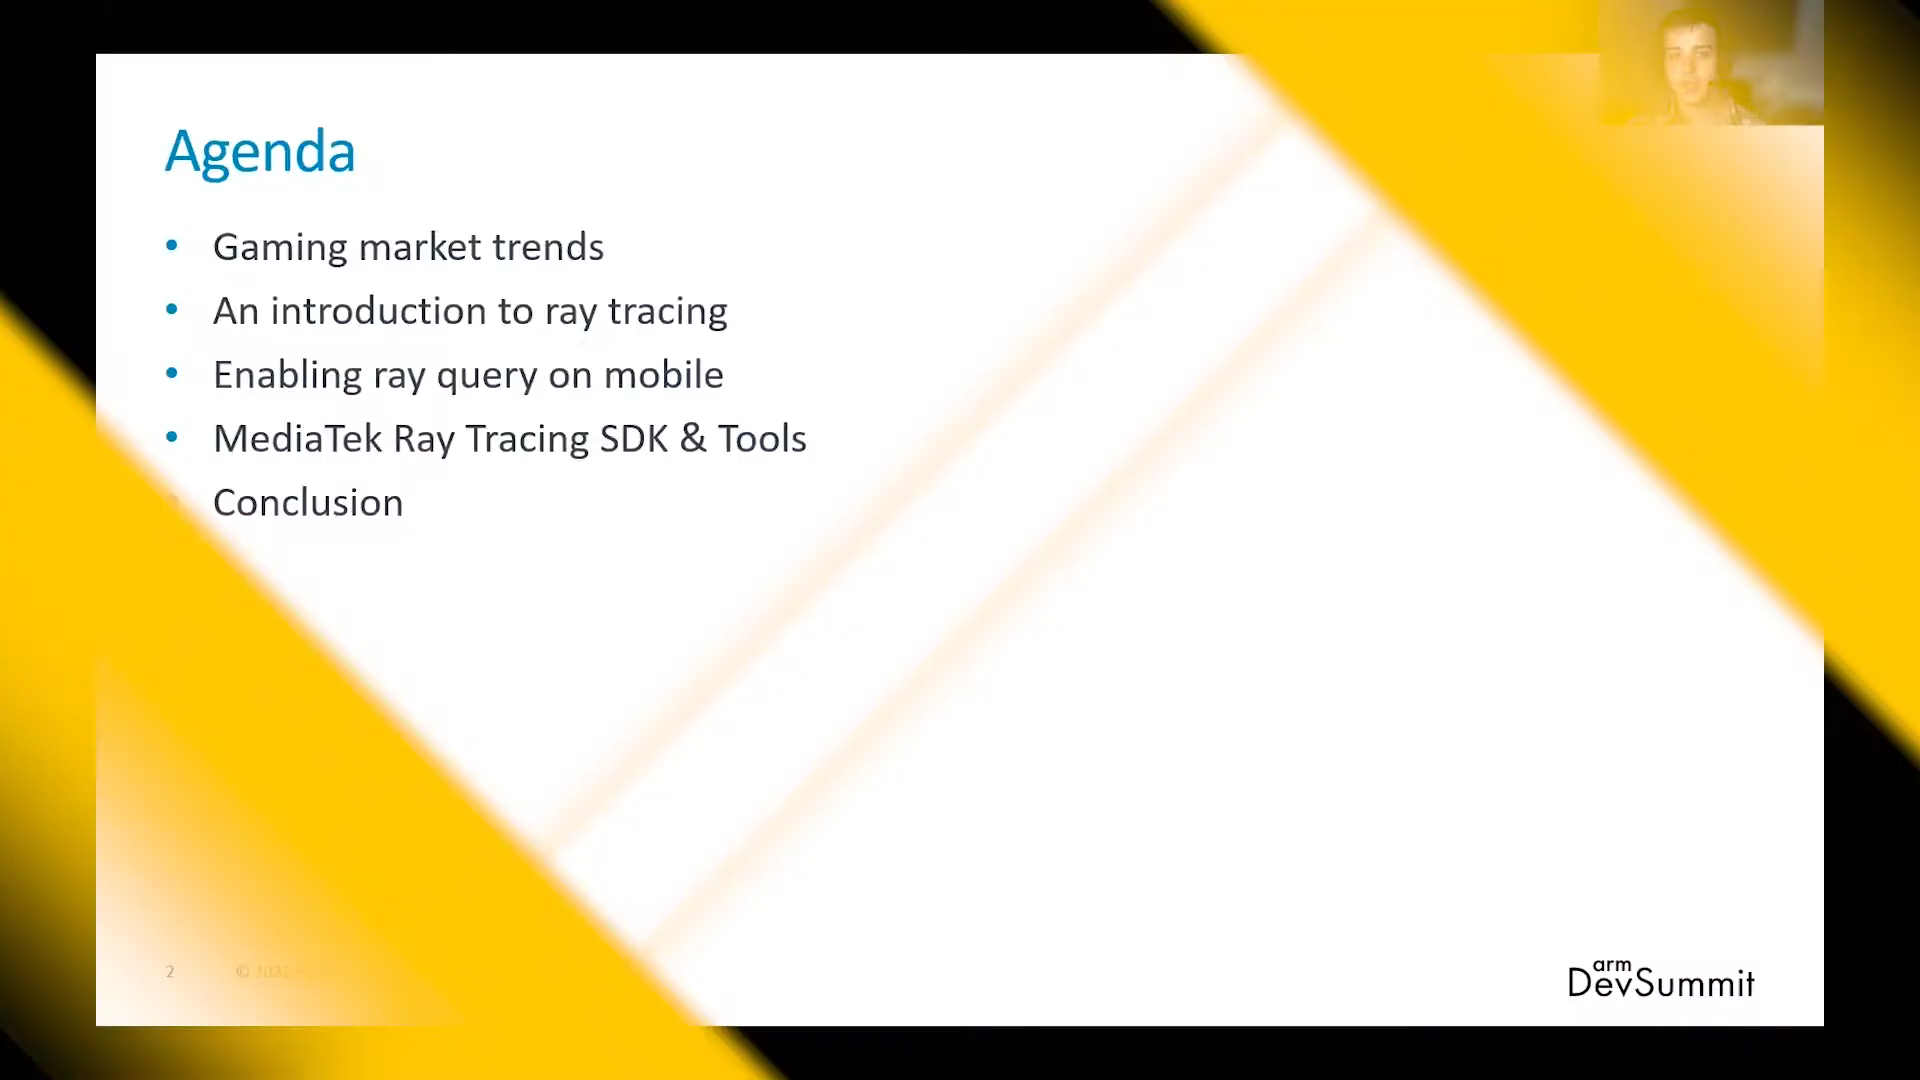 Agenda
• Gaming market trends
• An introduction to ray tracing
• Enabling ray query on mobile
• MediaTek Ray Tracing SDK & Tools
Conclusion
2
arm
DevSummit